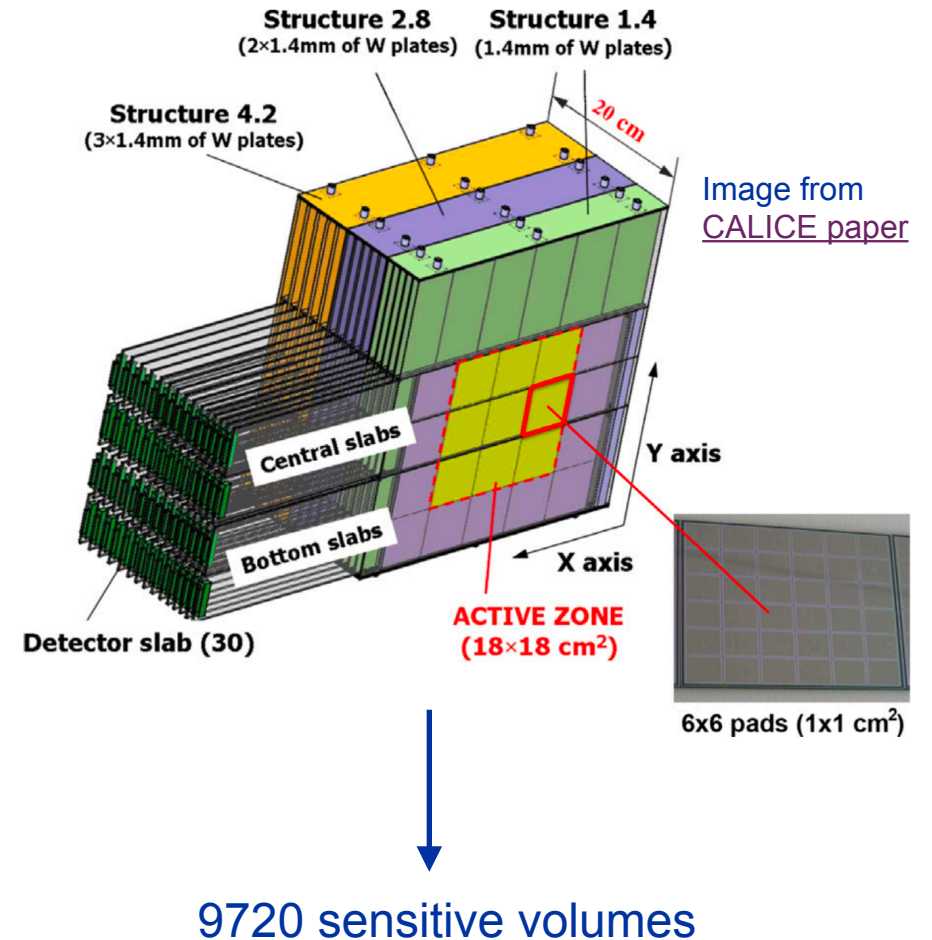 Structure 2.8
(2×1.4mm of W plates)
Structure 1.4
(1.4mm of W plates)
Structure 4.2
(3×1.4mm of W plates)
20 cm
Image from
CALICE paper
Central slabs
Y axis
Bottom slabs
X axis
Detector slab (30)
ACTIVE ZONE
(18×18 cm²)
6x6 pads (1x1 cm²)
9720 sensitive volumes